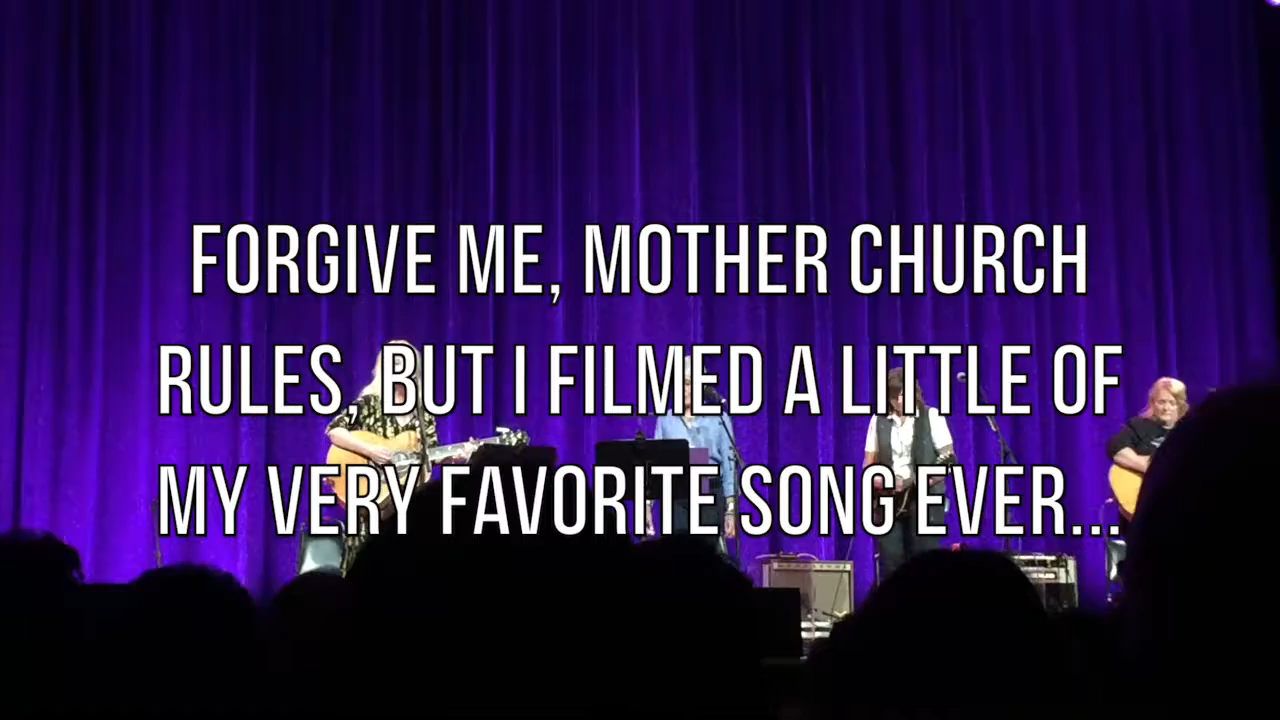 FORGIVE ME, MOTHER CHURCH
RULES, BUT I FILMED A LITTLE OF
MY VERY FAVORITE SONG EVER...